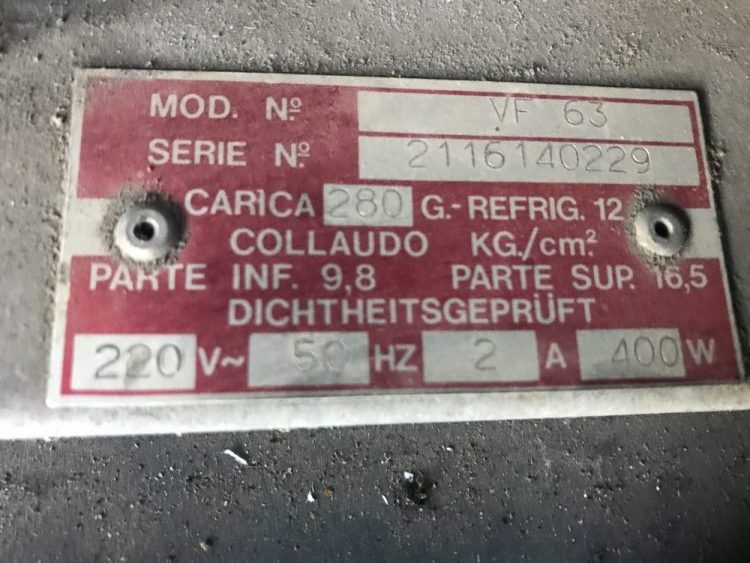 MOD. Nº VF 63
SERIE Nº 2116140229
CARICA 280 G.-REFRIG. 12
COLLAUDO KG./cm²
PARTE INF. 9,8 PARTE SUP. 16,5
DICHTHEITSGEPRÜFT
220 V~ 50 HZ 2 A 400 W